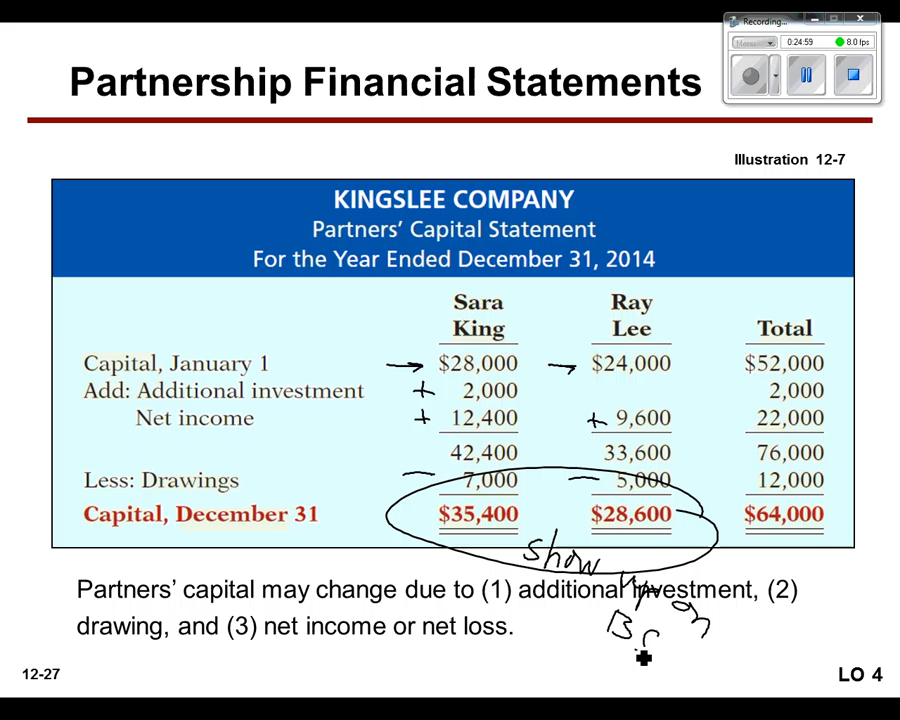 Recording...
0:24:59
8.0 fps
Partnership Financial Statements
Illustration 12-7
KINGSLEE COMPANY
Partners' Capital Statement
For the Year Ended December 31, 2014
Sara King Ray Lee Total
Capital, January 1 → $28,000 → $24,000 $52,000
Add: Additional investment + 2,000 2,000
Net income + 12,400 + 9,600 22,000
42,400 33,600 76,000
Less: Drawings – 7,000 – 5,000 12,000
Capital, December 31 $35,400 $28,600 $64,000
show
up on
B
Partners' capital may change due to (1) additional investment, (2)
drawing, and (3) net income or net loss.
12-27
LO 4